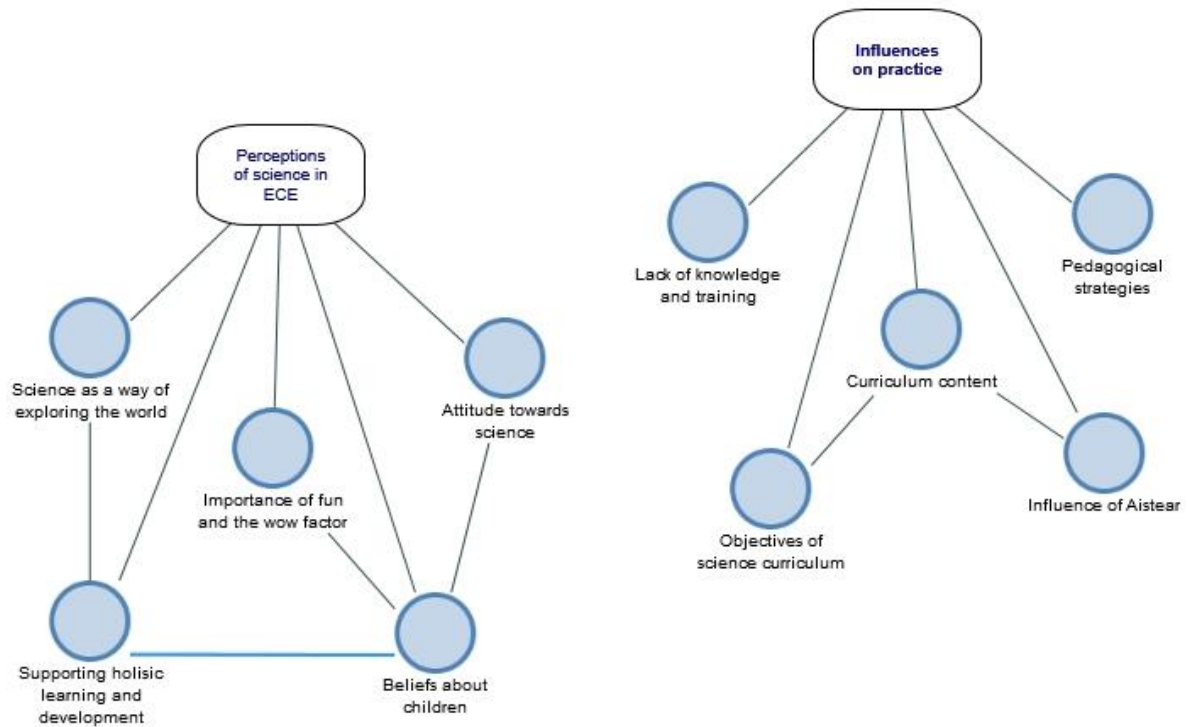 Perceptions
of science in
ECE
Science as a way of
exploring the world
Attitude towards
science
Importance of fun
and the wow factor
Supporting holisic
learning and
development
Beliefs about
children
Influences
on practice
Lack of knowledge
and training
Pedagogical
strategies
Curriculum content
Influence of Aistear
Objectives of
science curriculum